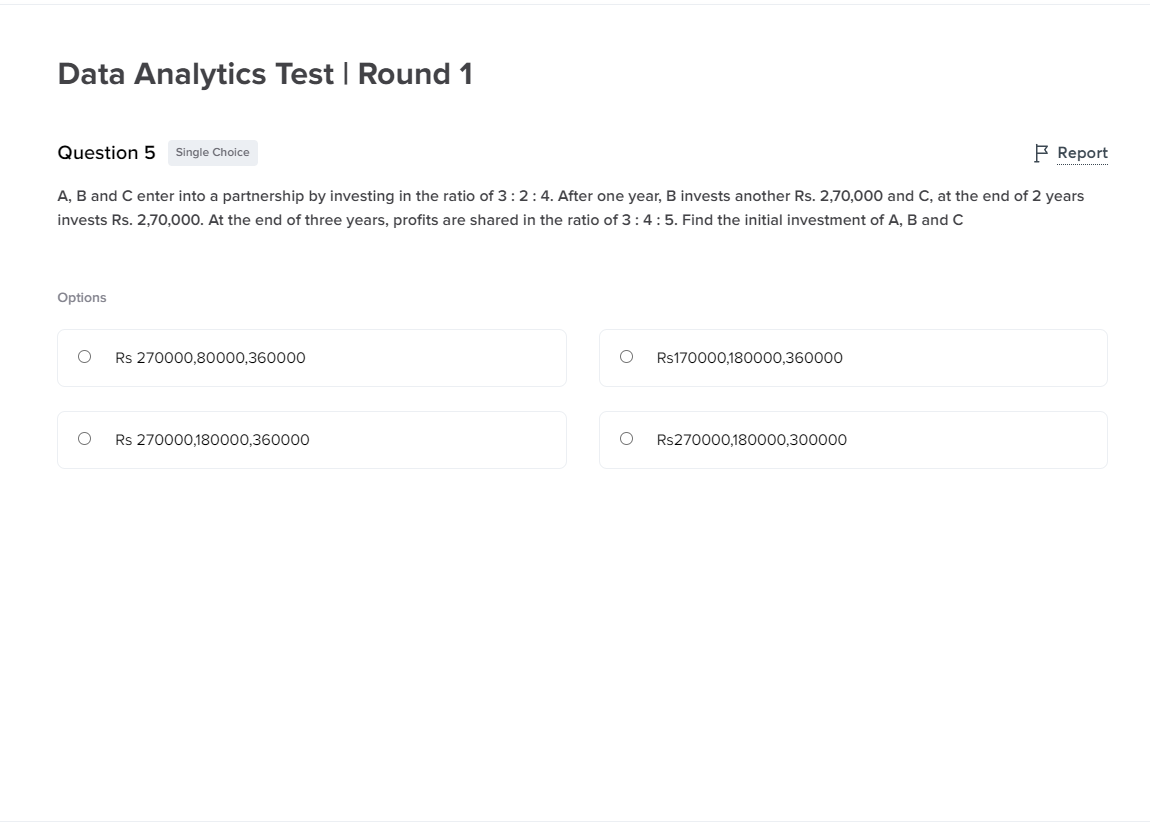 Data Analytics Test | Round 1
Question 5 Single Choice Report
A, B and C enter into a partnership by investing in the ratio of 3 : 2 : 4. After one year, B invests another Rs. 2,70,000 and C, at the end of 2 years
invests Rs. 2,70,000. At the end of three years, profits are shared in the ratio of 3 : 4 : 5. Find the initial investment of A, B and C
Options
Rs 270000,80000,360000
Rs170000,180000,360000
Rs 270000,180000,360000
Rs270000,180000,300000